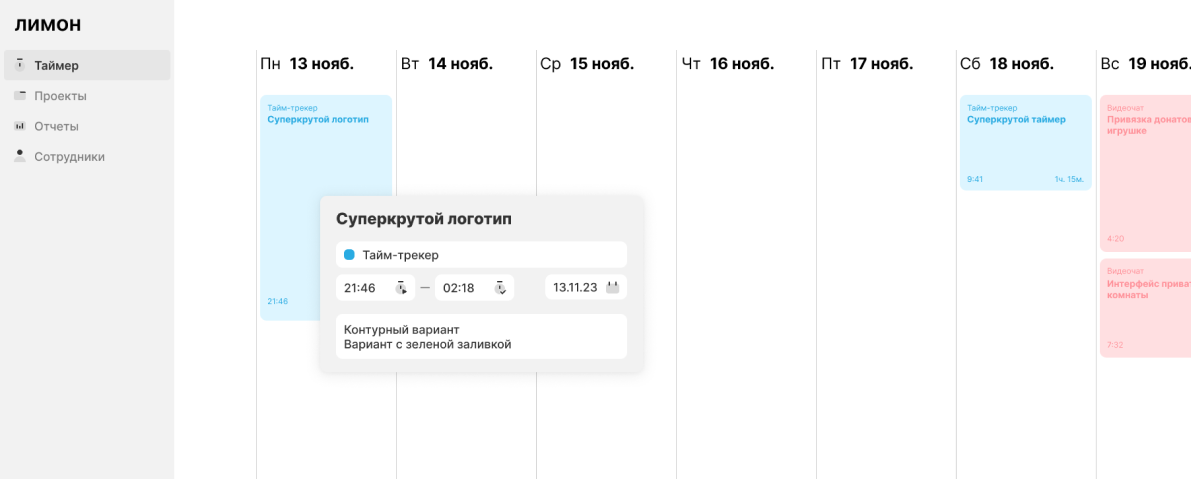 ЛИМОН
Таймер
Проекты
Отчеты
Сотрудники
Пн 13 нояб.
Вт 14 нояб.
Ср 15 нояб.
Чт 16 нояб.
Пт 17 нояб.
Сб 18 нояб.
Вс 19 нояб.
Тайм-трекер
Суперкрутой логотип
21:46
Суперкрутой логотип
Тайм-трекер
21:46 — 02:18 13.11.23
Контурный вариант
Вариант с зеленой заливкой
Тайм-трекер
Суперкрутой таймер
9:41 1ч. 15м.
Видеочат
Привязка донатов
игрушке
4:20
Видеочат
Интерфейс приват
комнаты
7:32